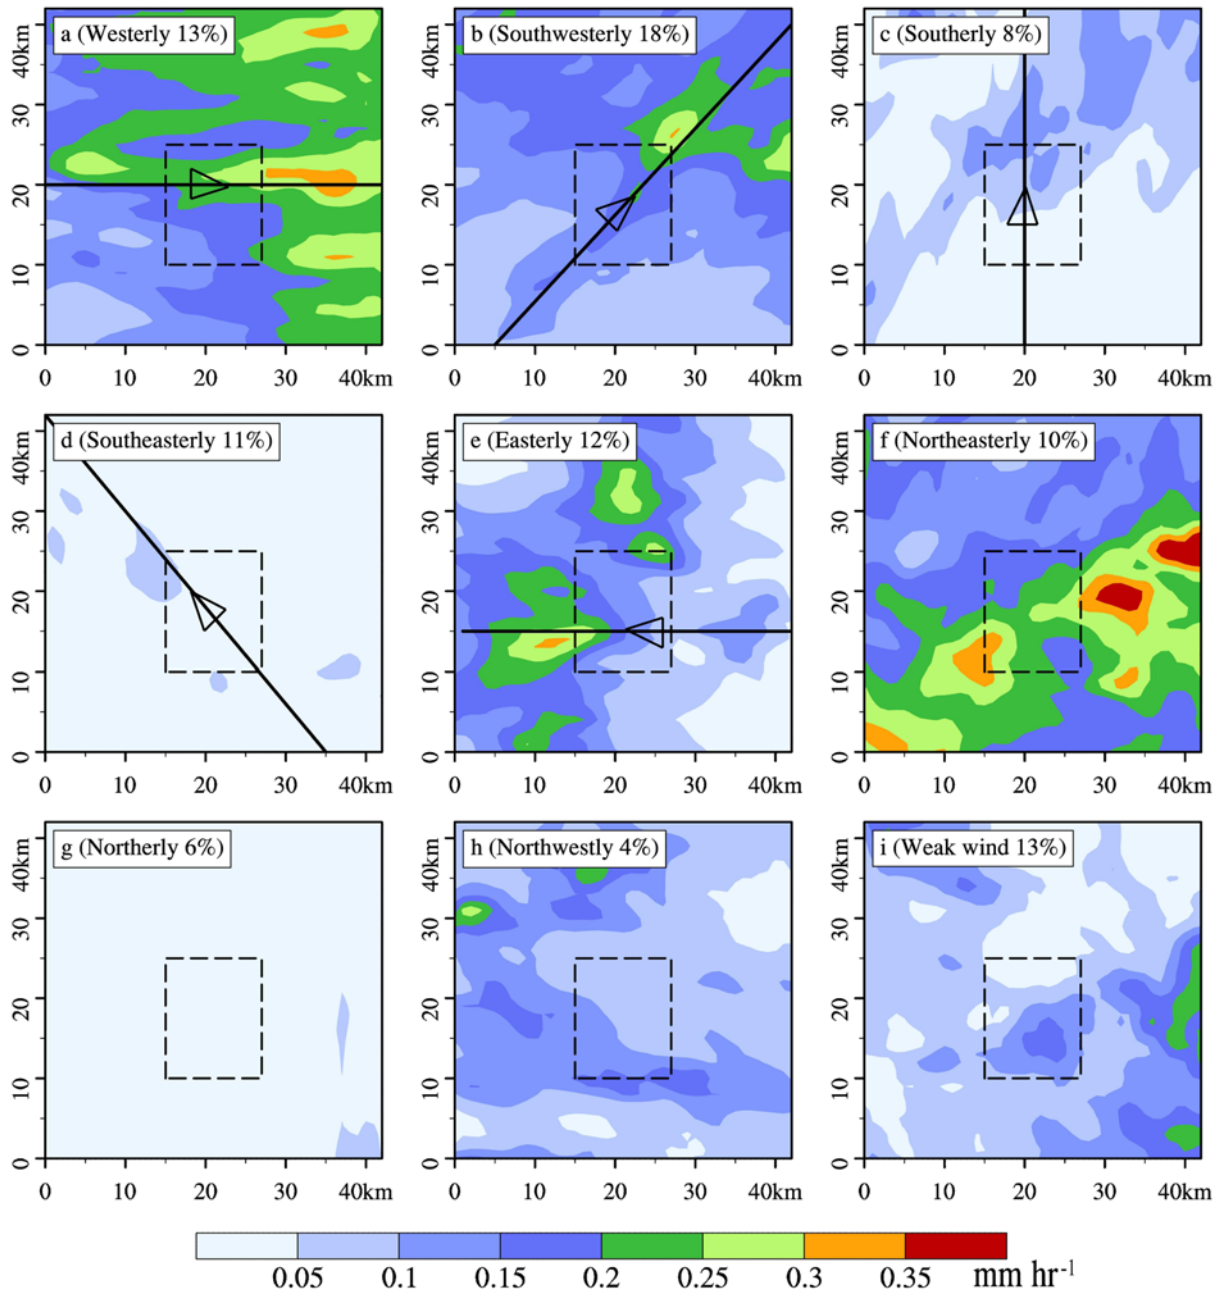 a (Westerly 13%)
b (Southwesterly 18%)
c (Southerly 8%)
40km
30
20
10
0
0 10 20 30 40km
40km
30
20
10
0
0 10 20 30 40km
40km
30
20
10
0
0 10 20 30 40km
d (Southeasterly 11%)
e (Easterly 12%)
f (Northeasterly 10%)
40km
30
20
10
0
0 10 20 30 40km
40km
30
20
10
0
0 10 20 30 40km
40km
30
20
10
0
0 10 20 30 40km
g (Northerly 6%)
h (Northwestly 4%)
i (Weak wind 13%)
40km
30
20
10
0
0 10 20 30 40km
40km
30
20
10
0
0 10 20 30 40km
40km
30
20
10
0
0 10 20 30 40km
0.05 0.1 0.15 0.2 0.25 0.3 0.35 mm hr⁻¹